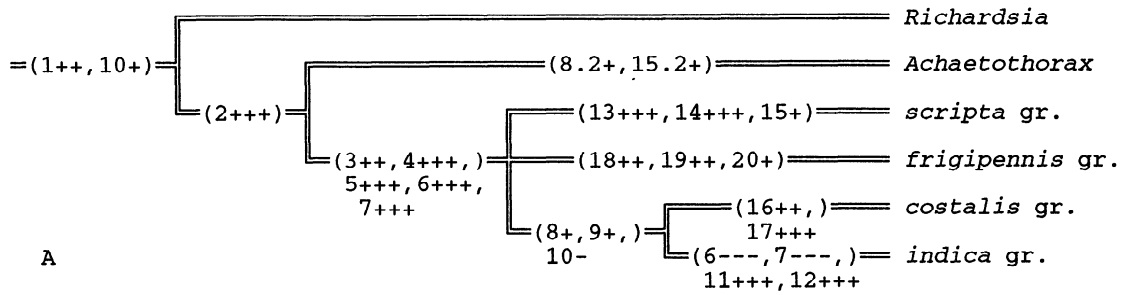 Richardsia
=(1++,10+)
(8.2+,15.2+) Achaetothorax
(2+++)
(13+++,14+++,15+) scripta gr.
(3++,4+++,) (18++,19++,20+) frigipennis gr.
5+++,6+++,
7+++
(16++,) costalis gr.
(8+,9+,) 17+++
A 10- (6---,7---,) indica gr.
11+++,12+++